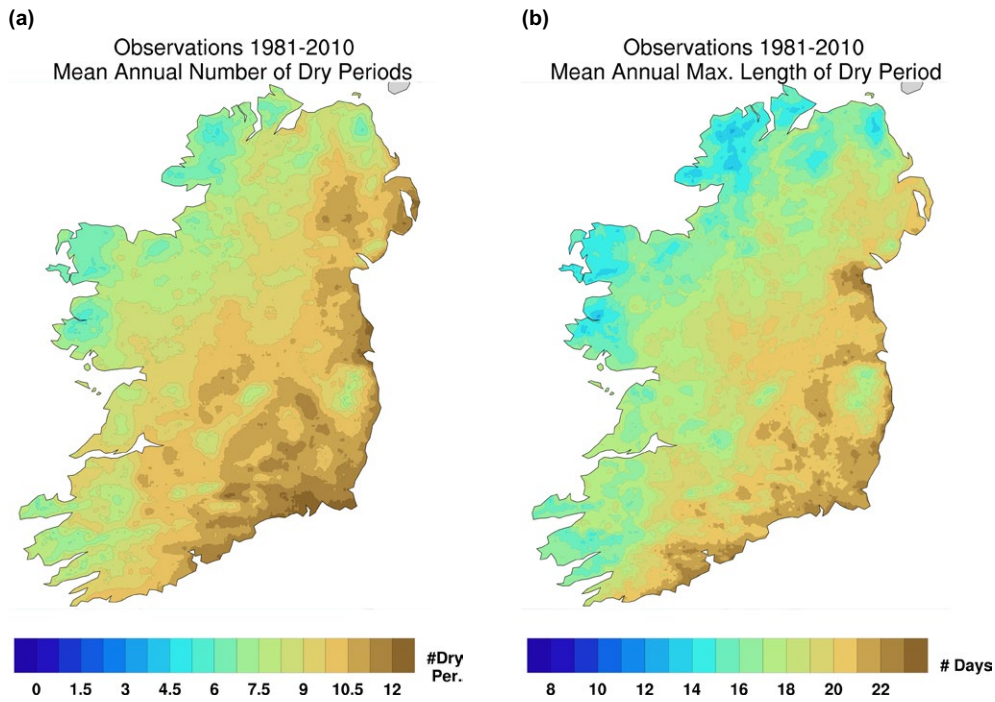 (a)
Observations 1981-2010
Mean Annual Number of Dry Periods
0 1.5 3 4.5 6 7.5 9 10.5 12
#Dry
Per..
(b)
Observations 1981-2010
Mean Annual Max. Length of Dry Period
8 10 12 14 16 18 20 22
# Days